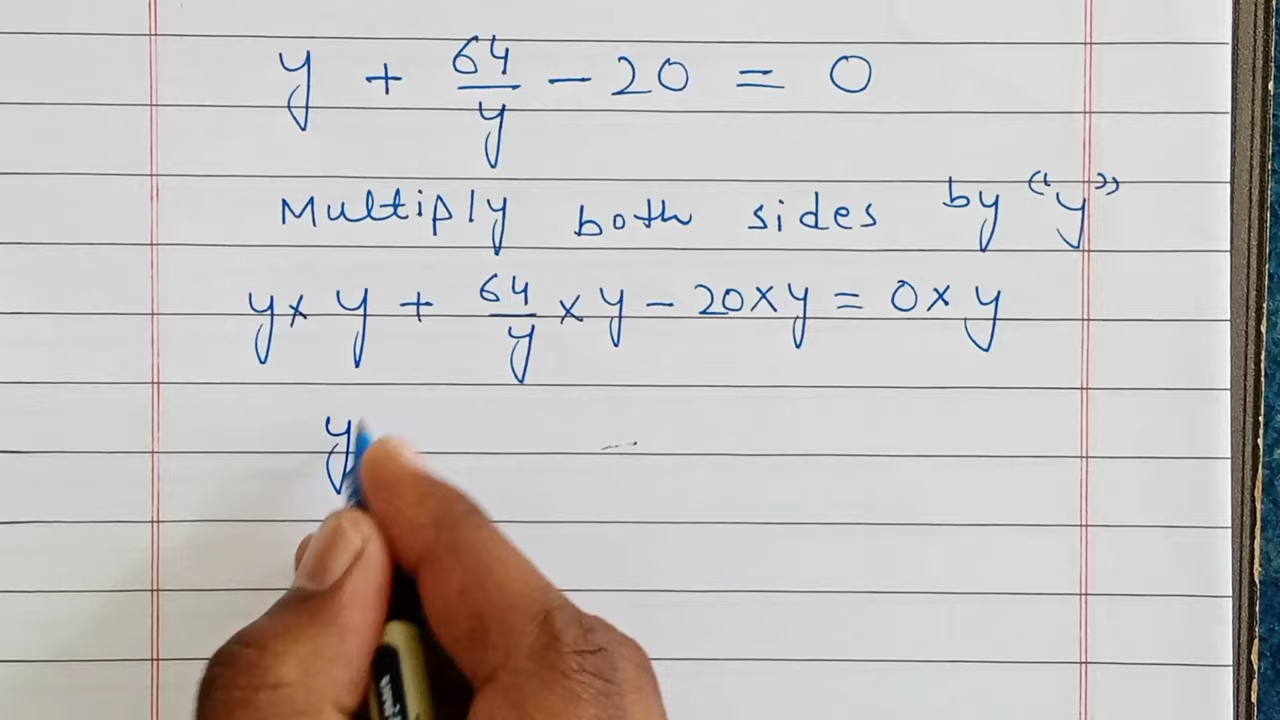 y + 64/y - 20 = 0
Multiply both sides by "y"
y × y + 64/y × y - 20 × y = 0 × y
y